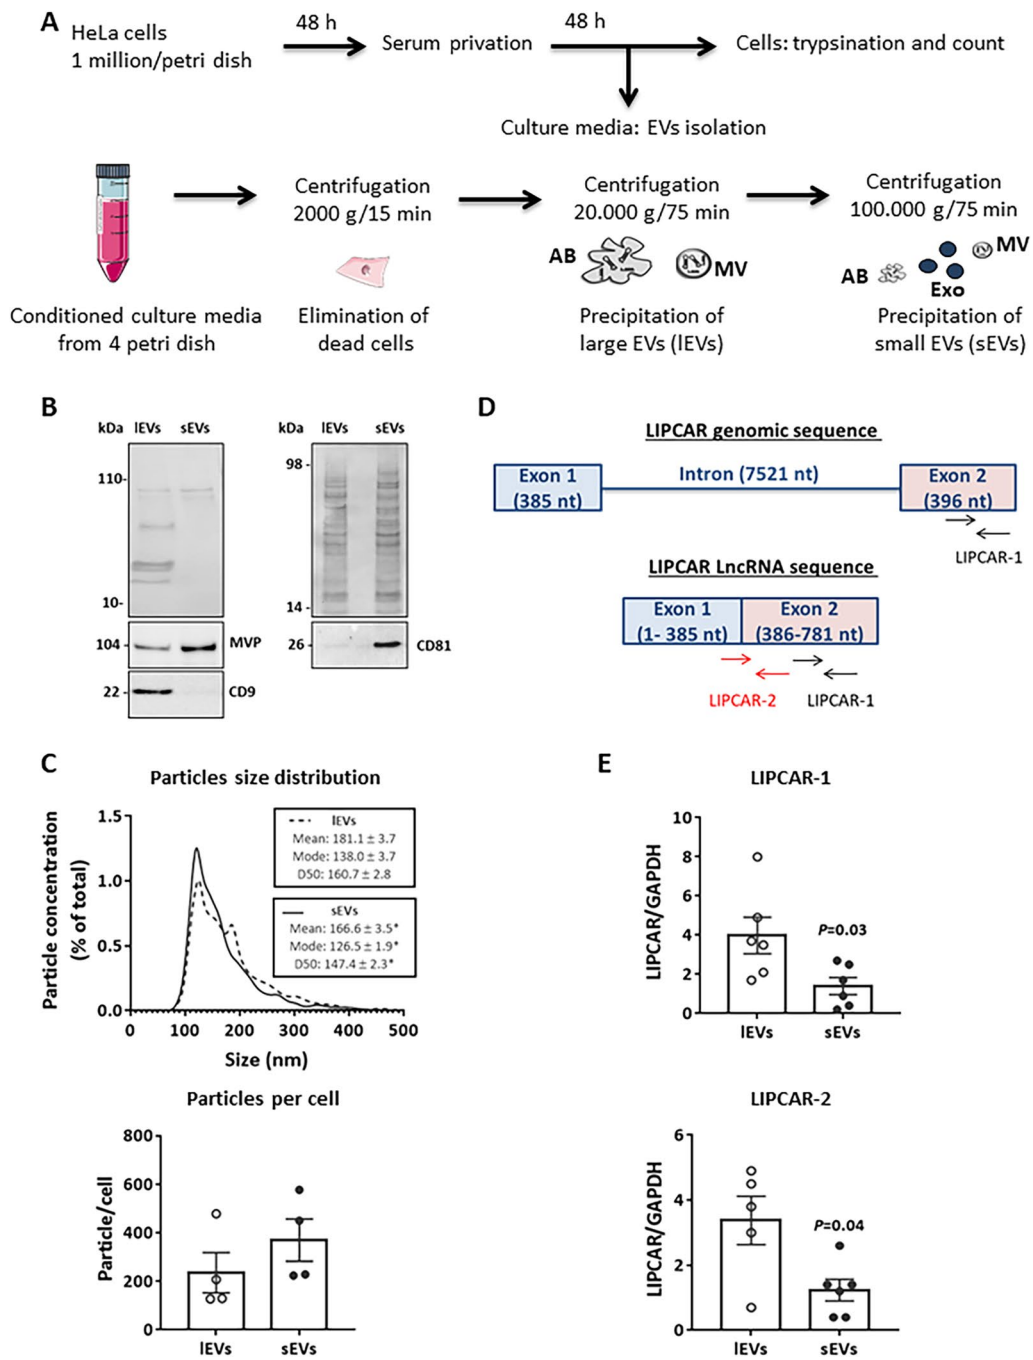 A
HeLa cells
1 million/petri dish
48 h
Serum privation
48 h
Cells: trypsination and count
Culture media: EVs isolation
Conditioned culture media
from 4 petri dish
Centrifugation
2000 g/15 min
Elimination of
dead cells
Centrifugation
20.000 g/75 min
AB
MV
Precipitation of
large EVs (lEVs)
Centrifugation
100.000 g/75 min
AB
Exo
MV
Precipitation of
small EVs (sEVs)
B
kDa lEVs sEVs
110-
10-
104 - MVP
22 - CD9
kDa lEVs sEVs
98 -
14 -
26 - CD81
D
LIPCAR genomic sequence
Exon 1
(385 nt)
Intron (7521 nt)
Exon 2
(396 nt)
LIPCAR-1
LIPCAR LncRNA sequence
Exon 1
(1- 385 nt)
Exon 2
(386-781 nt)
LIPCAR-2
LIPCAR-1
C
Particles size distribution
Particle concentration
(% of total)
1.5
1.0
0.5
0.0
0 100 200 300 400 500
Size (nm)
lEVs
Mean: 181.1 ± 3.7
Mode: 138.0 ± 3.7
D50: 160.7 ± 2.8
sEVs
Mean: 166.6 ± 3.5*
Mode: 126.5 ± 1.9*
D50: 147.4 ± 2.3*
Particles per cell
Particle/cell
800
600
400
200
0
lEVs sEVs
E
LIPCAR-1
LIPCAR/GAPDH
10
8
6
4
2
0
P=0.03
lEVs sEVs
LIPCAR-2
LIPCAR/GAPDH
6
4
2
0
P=0.04
lEVs sEVs